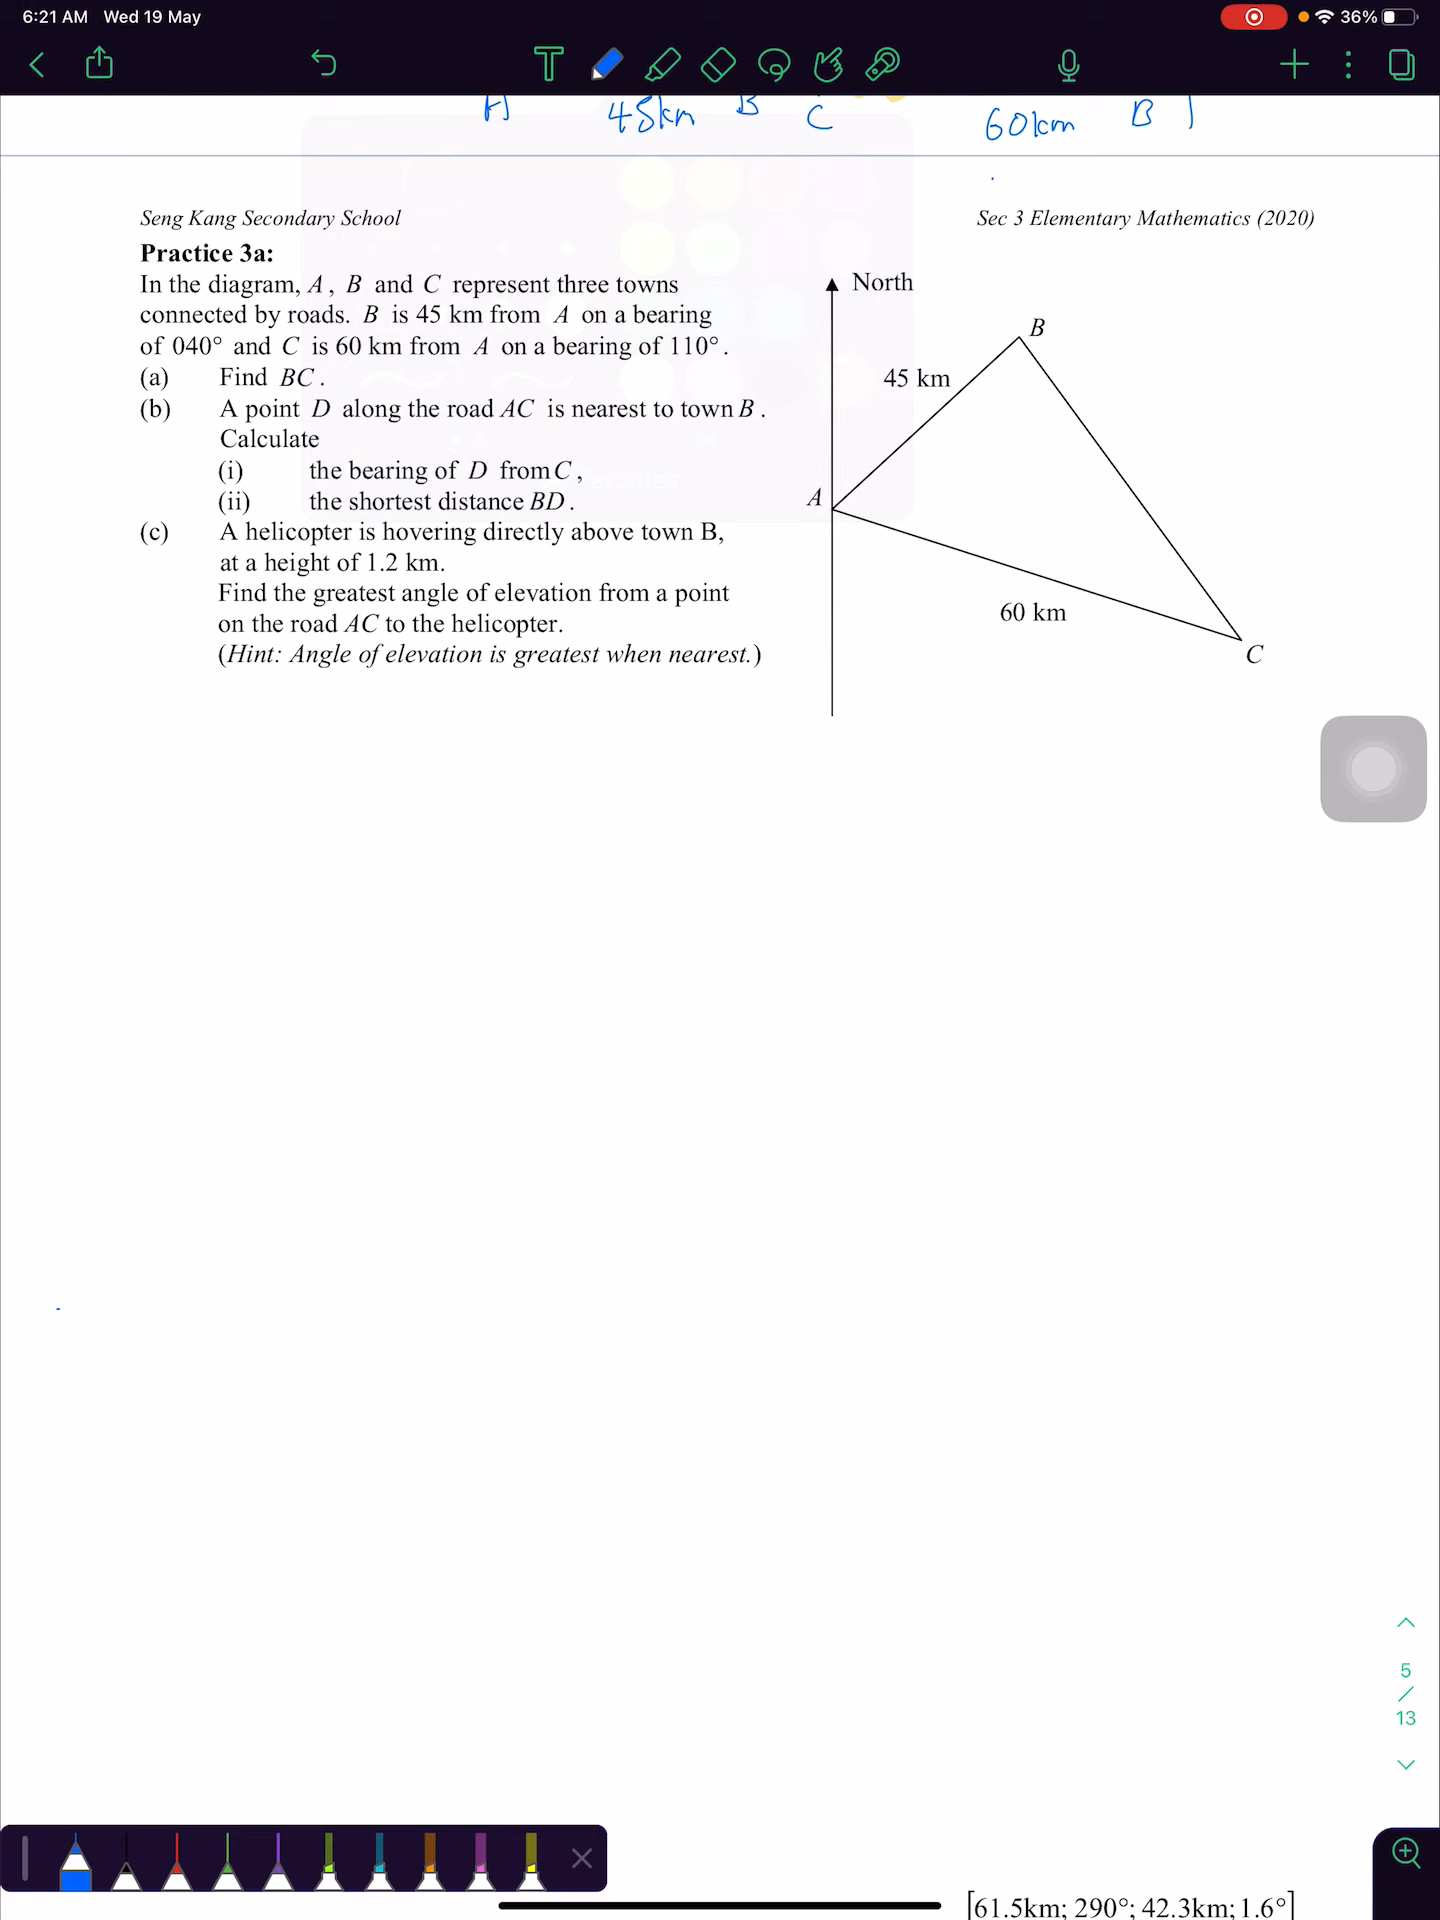 6:21 AM Wed 19 May
36%
45km B C
60km B
Seng Kang Secondary School
Sec 3 Elementary Mathematics (2020)
Practice 3a:
In the diagram, A, B and C represent three towns
connected by roads. B is 45 km from A on a bearing
of 040° and C is 60 km from A on a bearing of 110°.
(a) Find BC.
(b) A point D along the road AC is nearest to town B.
Calculate
(i) the bearing of D from C,
(ii) the shortest distance BD.
(c) A helicopter is hovering directly above town B,
at a height of 1.2 km.
Find the greatest angle of elevation from a point
on the road AC to the helicopter.
(Hint: Angle of elevation is greatest when nearest.)
North
B
45 km
A
60 km
C
5
/
13
[61.5km; 290°; 42.3km; 1.6°]